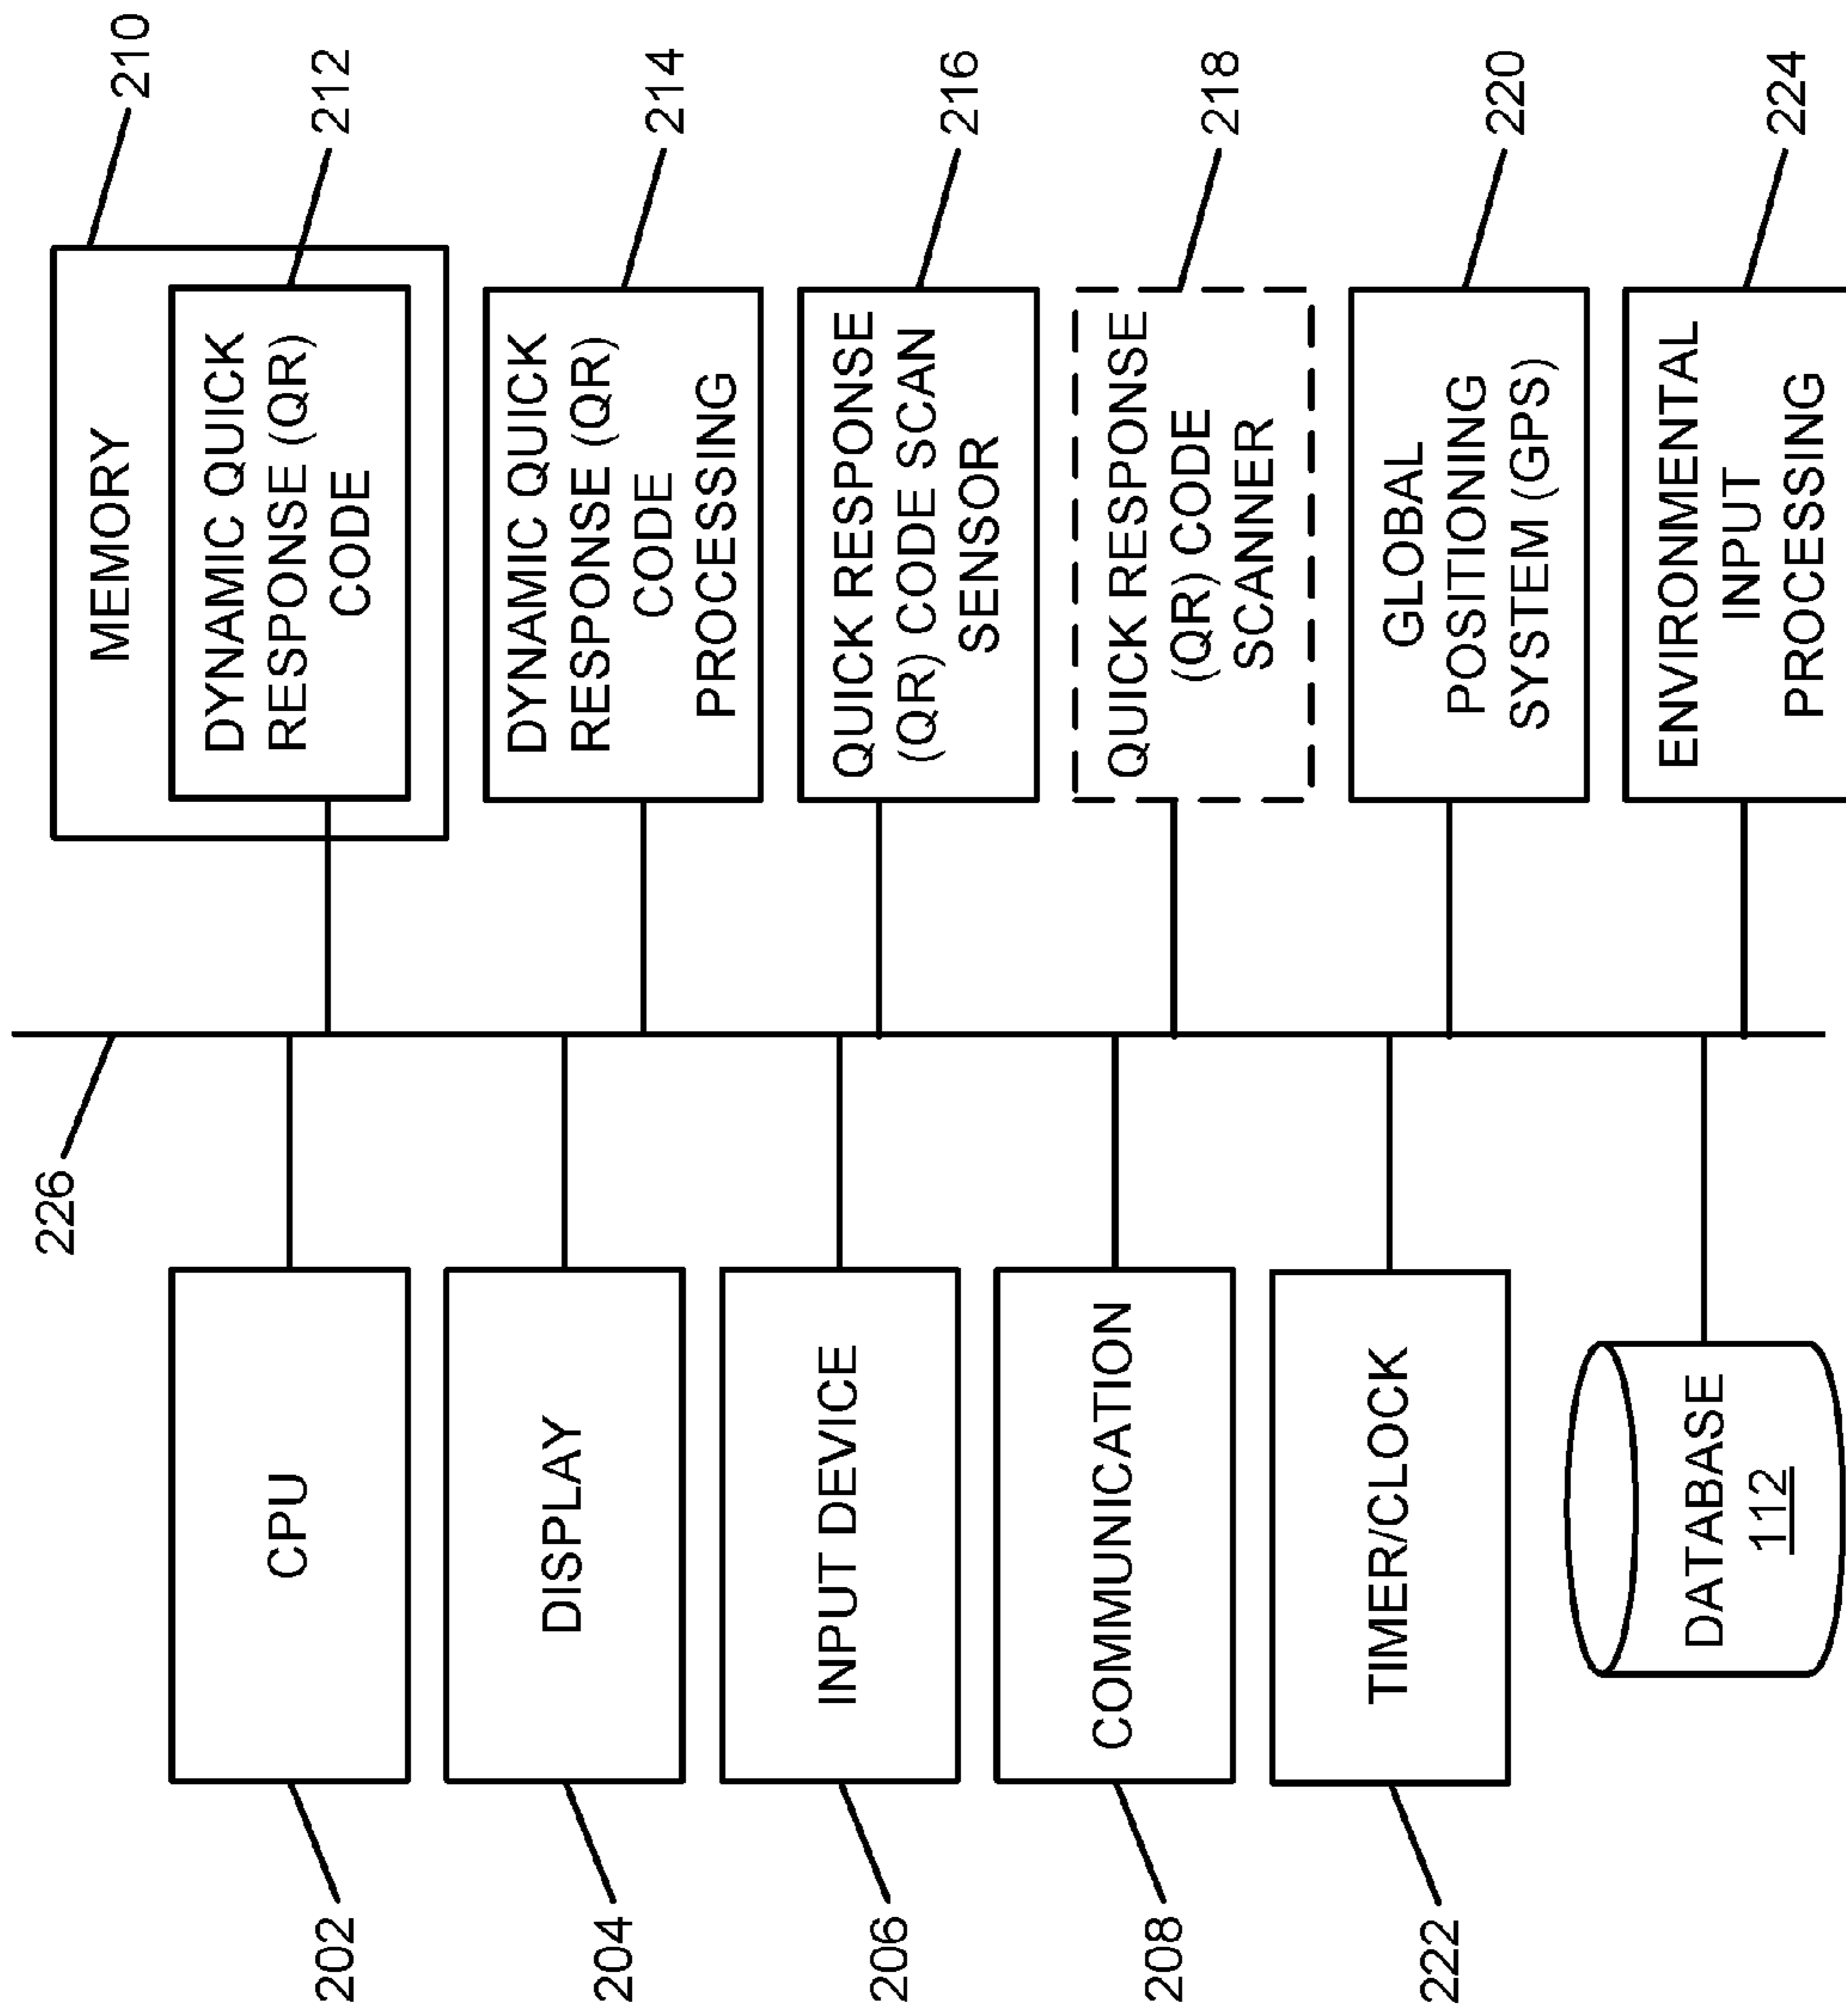 210
MEMORY
212
DYNAMIC QUICK
RESPONSE (QR)
CODE
214
DYNAMIC QUICK
RESPONSE (QR)
CODE
PROCESSING
216
QUICK RESPONSE
(QR) CODE SCAN
SENSOR
218
QUICK RESPONSE
(QR) CODE
SCANNER
220
GLOBAL
POSITIONING
SYSTEM (GPS)
224
ENVIRONMENTAL
INPUT
PROCESSING
226
202
CPU
204
DISPLAY
206
INPUT DEVICE
208
COMMUNICATION
222
TIMER/CLOCK
DATABASE
112